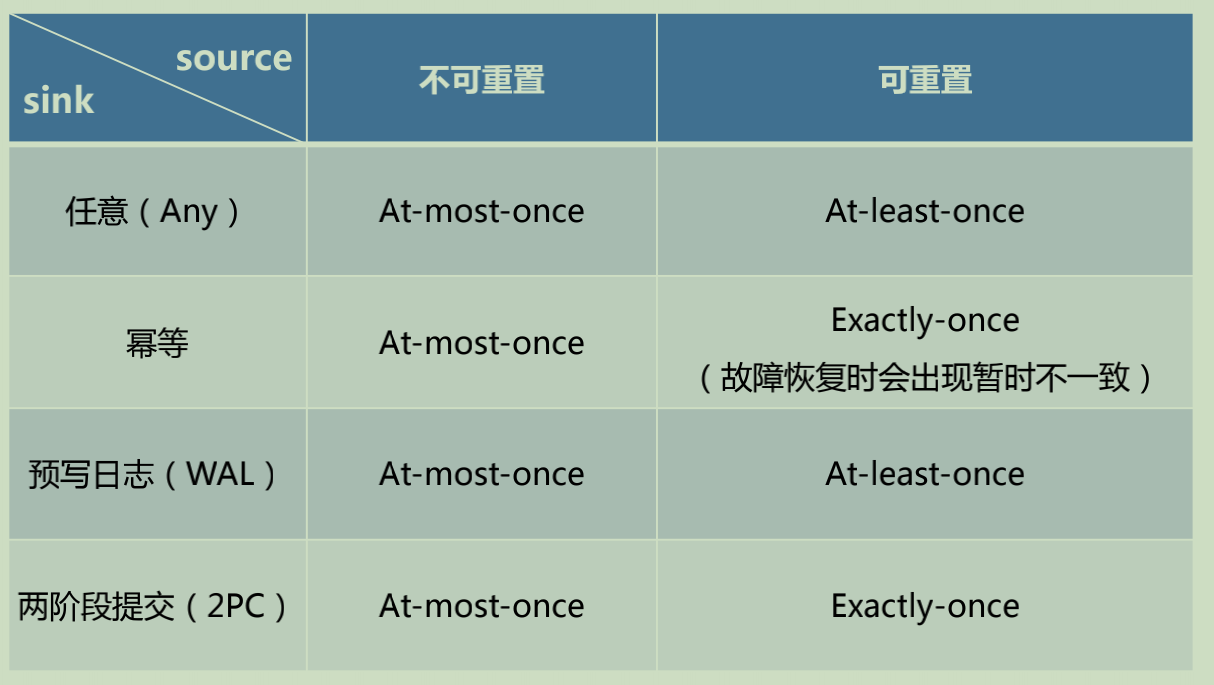 source
sink
不可重置
可重置
任意（Any）
At-most-once
At-least-once
幂等
At-most-once
Exactly-once
（故障恢复时会出现暂时不一致）
预写日志（WAL）
At-most-once
At-least-once
两阶段提交（2PC）
At-most-once
Exactly-once